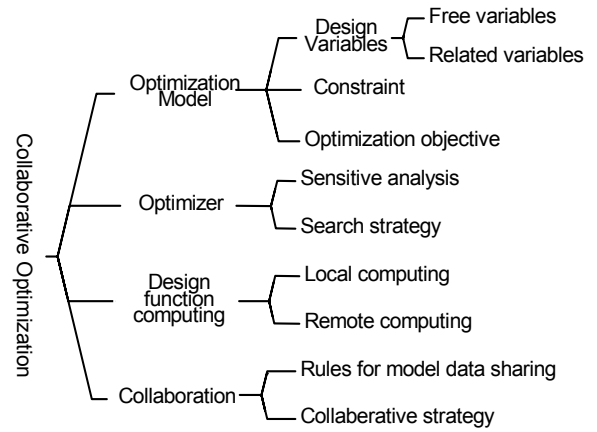 Collaborative Optimization
Optimization
Model
Design
Variables
Free variables
Related variables
Constraint
Optimization objective
Optimizer
Sensitive analysis
Search strategy
Design
function
computing
Local computing
Remote computing
Collaboration
Rules for model data sharing
Collaberative strategy